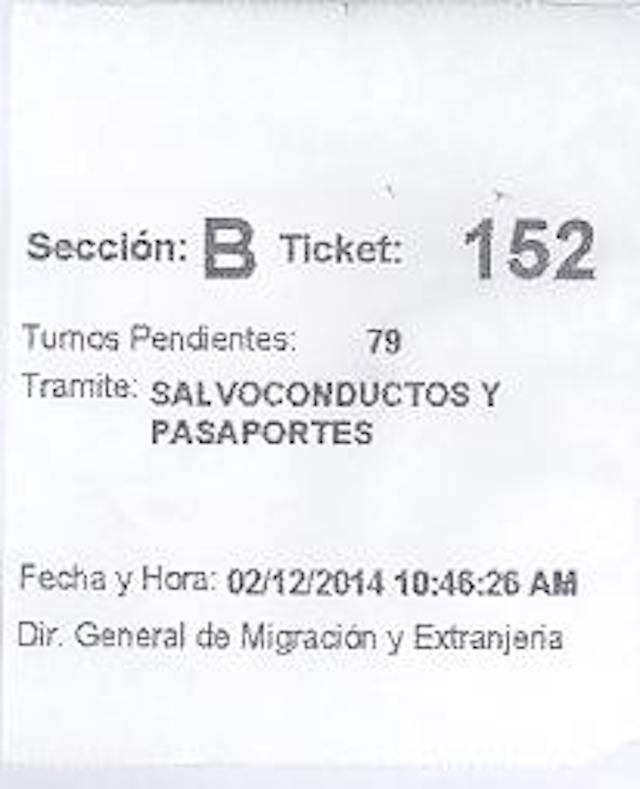 Sección: B Ticket: 152
Turnos Pendientes: 79
Tramite: SALVOCONDUCTOS Y
PASAPORTES
Fecha y Hora: 02/12/2014 10:46:26 AM
Dir. General de Migración y Extranjeria